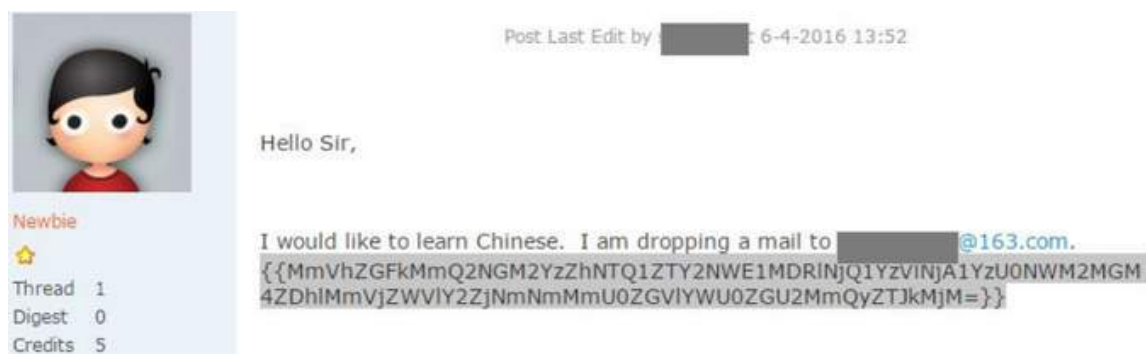 Post Last Edit by : 6-4-2016 13:52
Hello Sir,
Newbie
I would like to learn Chinese. I am dropping a mail to @163.com.
{{MmVhZGFkMmQ2NGM2YzZhNTQ1ZTY2NWE1MDRlNjQ1YzVlNjA1YzU0NWM2MGM
4ZDhlMmVjZWVlY2ZjNmNmMmU0ZGVlYWU0ZGU2MmQyZTJkMjM=}}
Thread 1
Digest 0
Credits 5